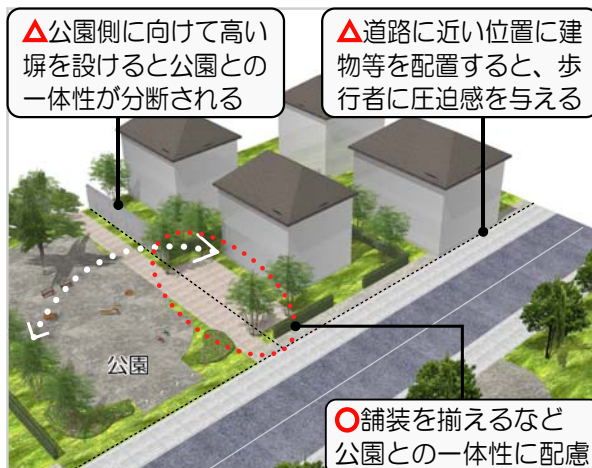 △公園側に向けて高い
塀を設けると公園との
一体性が分断される
△道路に近い位置に建
物等を配置すると、歩
行者に圧迫感を与える
公園
○舗装を揃えるなど
公園との一体性に配慮